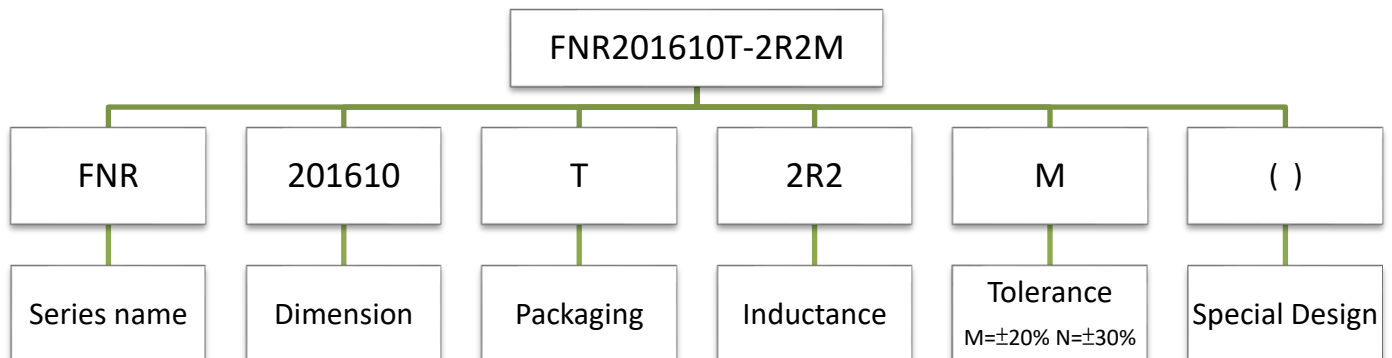 FNR201610T-2R2M
FNR
201610
T
2R2
M
( )
Series name
Dimension
Packaging
Inductance
Tolerance
M=±20% N=±30%
Special Design